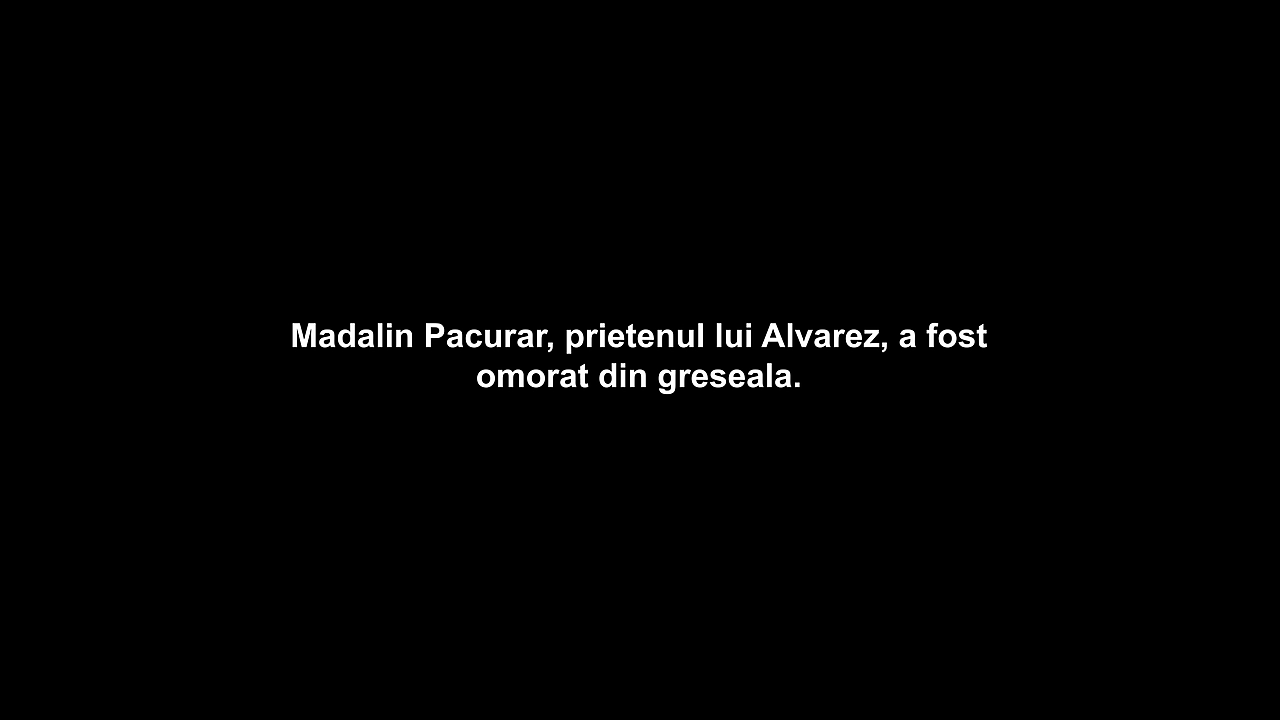 Madalin Pacurar, prietenul lui Alvarez, a fost
omorat din greseala.